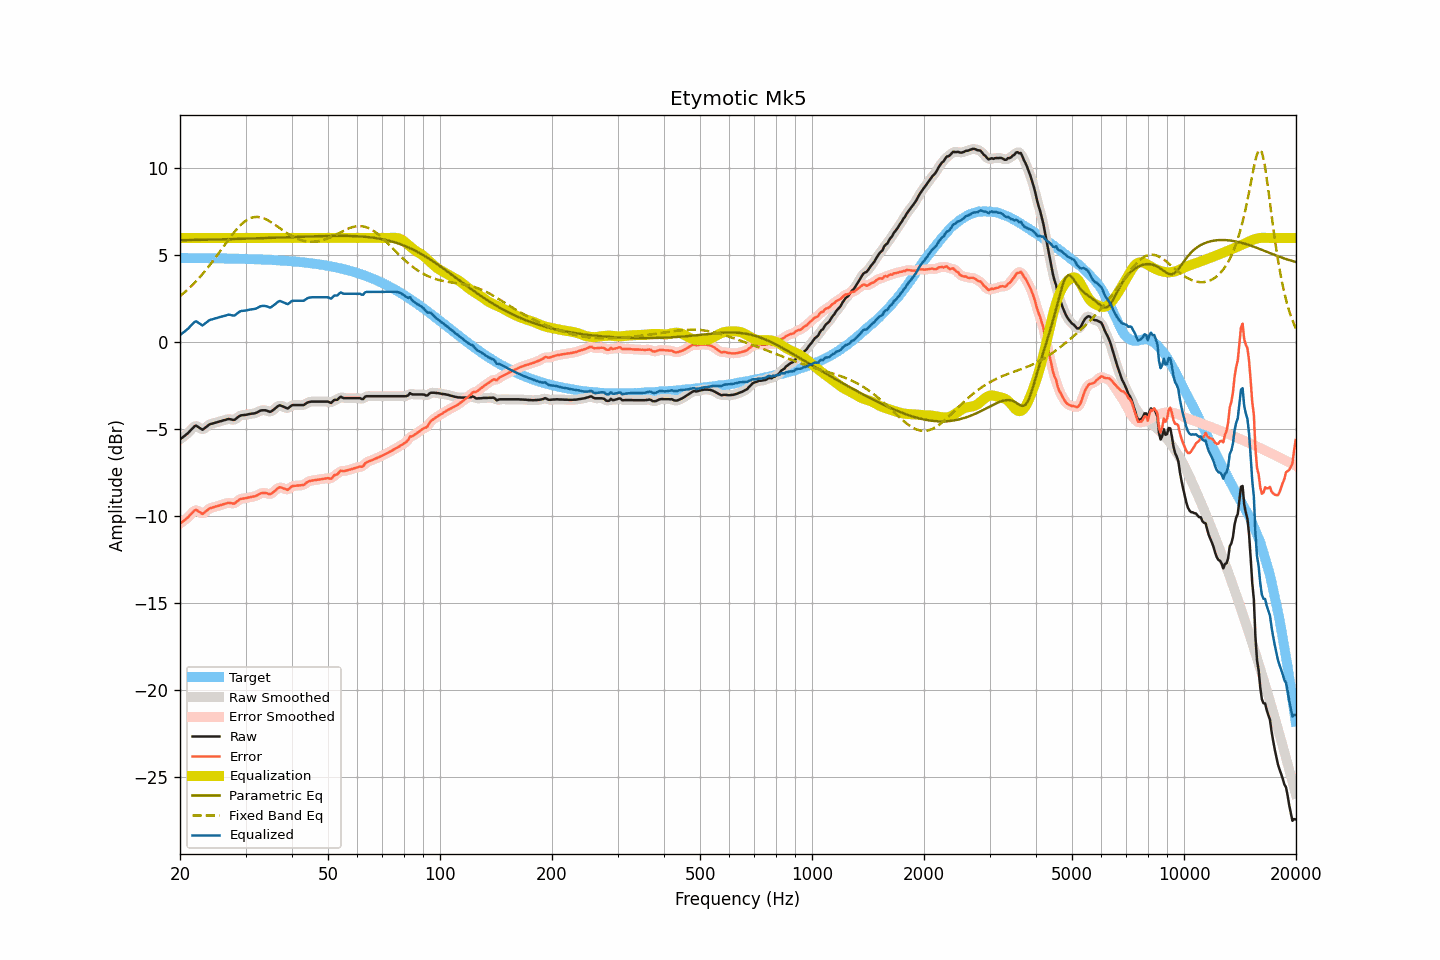 Etymotic Mk5
Amplitude (dBr)
10
5
0
−5
−10
−15
−20
−25
Target
Raw Smoothed
Error Smoothed
Raw
Error
Equalization
Parametric Eq
Fixed Band Eq
Equalized
20 50 100 200 500 1000 2000 5000 10000 20000
Frequency (Hz)